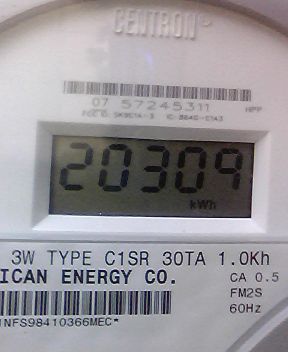 CENTRON
07 57245311 HPP
20309
kWh
3W TYPE C1SR 30TA 1.0Kh
ICAN ENERGY CO.
CA 0.5
FM2S
60Hz
NFS98410366MEC*